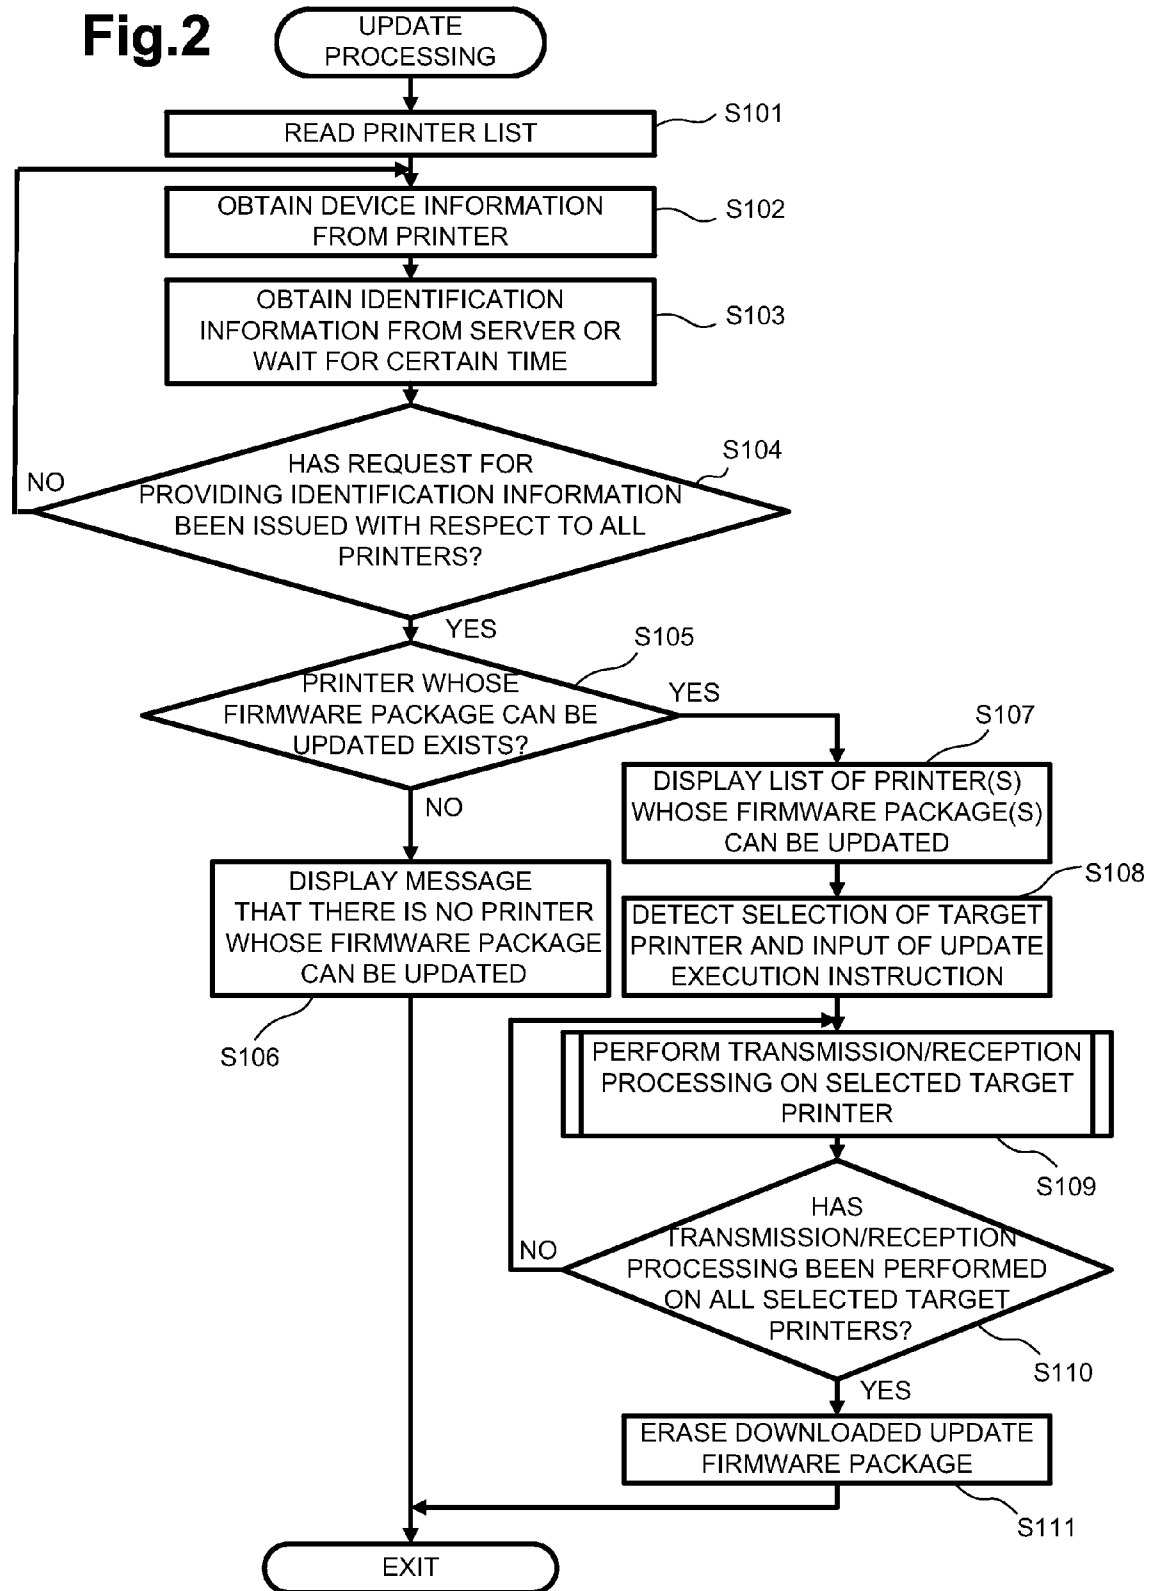 Fig.2
UPDATE
PROCESSING
READ PRINTER LIST
S101
OBTAIN DEVICE INFORMATION
FROM PRINTER
S102
OBTAIN IDENTIFICATION
INFORMATION FROM SERVER OR
WAIT FOR CERTAIN TIME
S103
HAS REQUEST FOR
PROVIDING IDENTIFICATION INFORMATION
BEEN ISSUED WITH RESPECT TO ALL
PRINTERS?
S104
NO
YES
PRINTER WHOSE
FIRMWARE PACKAGE CAN BE
UPDATED EXISTS?
S105
YES
NO
DISPLAY MESSAGE
THAT THERE IS NO PRINTER
WHOSE FIRMWARE PACKAGE
CAN BE UPDATED
S106
DISPLAY LIST OF PRINTER(S)
WHOSE FIRMWARE PACKAGE(S)
CAN BE UPDATED
S107
DETECT SELECTION OF TARGET
PRINTER AND INPUT OF UPDATE
EXECUTION INSTRUCTION
S108
PERFORM TRANSMISSION/RECEPTION
PROCESSING ON SELECTED TARGET
PRINTER
S109
HAS
TRANSMISSION/RECEPTION
PROCESSING BEEN PERFORMED
ON ALL SELECTED TARGET
PRINTERS?
S110
NO
YES
ERASE DOWNLOADED UPDATE
FIRMWARE PACKAGE
S111
EXIT